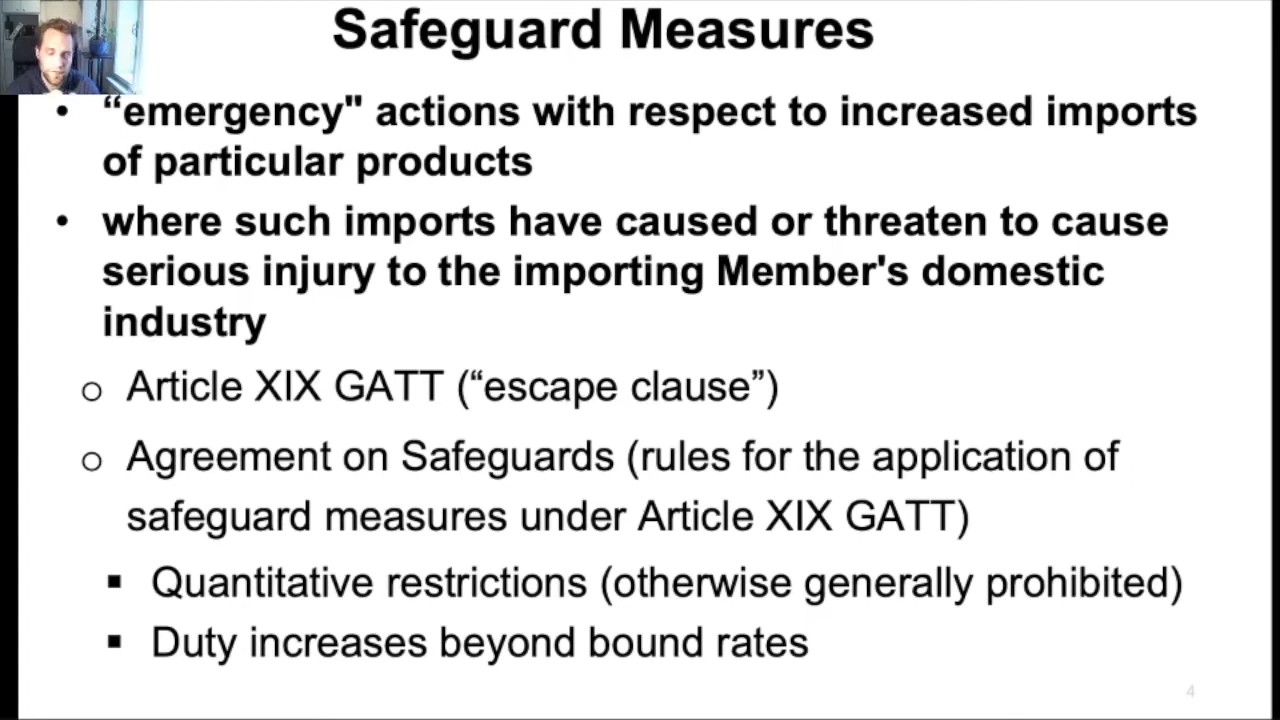 Safeguard Measures
• “emergency" actions with respect to increased imports
of particular products
• where such imports have caused or threaten to cause
serious injury to the importing Member's domestic
industry
o Article XIX GATT (“escape clause”)
o Agreement on Safeguards (rules for the application of
safeguard measures under Article XIX GATT)
▪ Quantitative restrictions (otherwise generally prohibited)
▪ Duty increases beyond bound rates
4